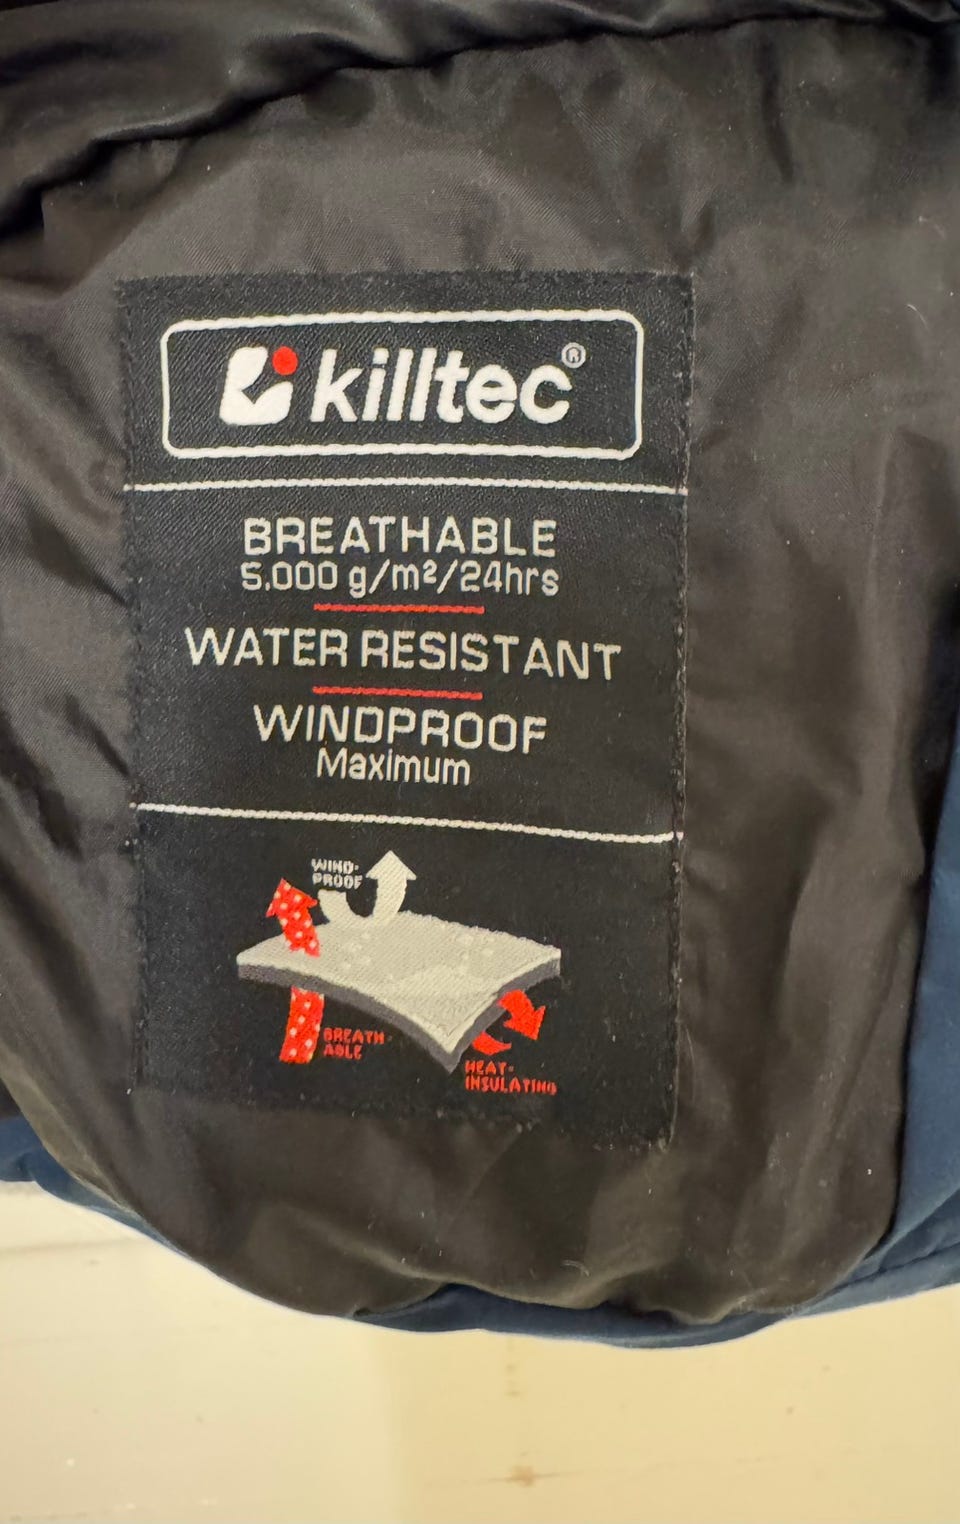 killtec®
BREATHABLE
5.000 g/m²/24hrs
WATER RESISTANT
WINDPROOF
Maximum
WIND-
PROOF
BREATH-
ABLE
HEAT-
INSULATING